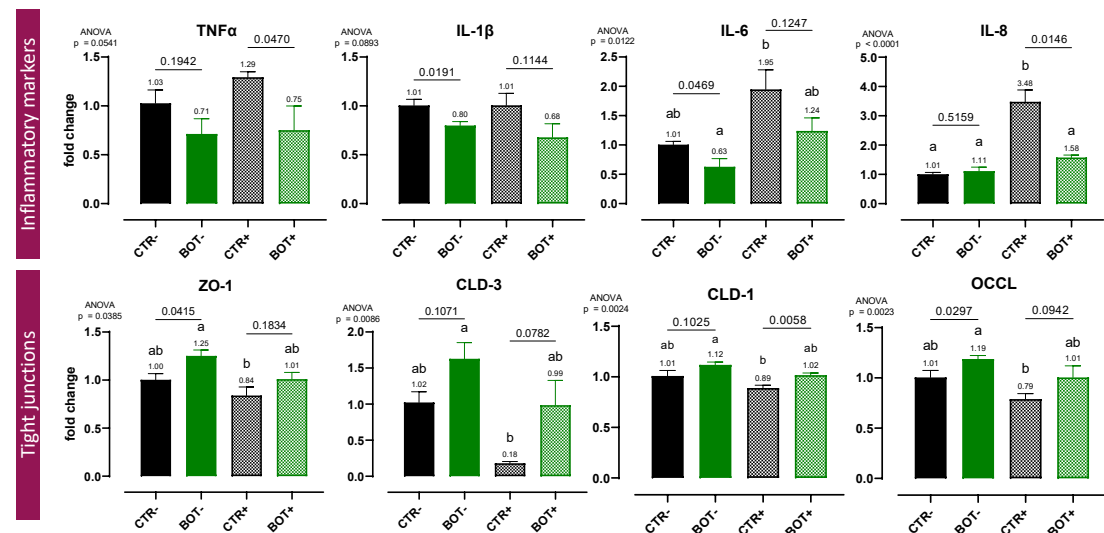 Inflammatory markers
TNFα
ANOVA
p = 0.0541
0.0470
0.1942
fold change
1.5
1.0
0.5
0.0
1.03
0.71
1.29
0.75
CTR-
BOT-
CTR+
BOT+
IL-1β
ANOVA
p = 0.0893
0.1144
0.0191
1.5
1.0
0.5
0.0
1.01
0.80
1.01
0.68
CTR-
BOT-
CTR+
BOT+
IL-6
ANOVA
p = 0.0122
0.1247
0.0469
2.5
2.0
1.5
1.0
0.5
0.0
ab
a
b
ab
1.01
0.63
1.95
1.24
CTR-
BOT-
CTR+
BOT+
IL-8
ANOVA
p <0.0001
0.0146
0.5159
5.0
4.0
3.0
2.0
1.0
0.0
a
a
b
a
1.01
1.11
3.48
1.58
CTR-
BOT-
CTR+
BOT+
Tight junctions
ZO-1
ANOVA
p = 0.0385
0.0415
0.1834
fold change
1.5
1.0
0.5
0.0
ab
a
b
ab
1.00
1.25
0.84
1.01
CTR-
BOT-
CTR+
BOT+
CLD-3
ANOVA
p = 0.0086
0.1071
0.0782
2.0
1.5
1.0
0.5
0.0
ab
a
b
ab
1.02
1.63
0.18
0.99
CTR-
BOT-
CTR+
BOT+
CLD-1
ANOVA
p = 0.0024
0.1025
0.0058
1.5
1.0
0.5
0.0
ab
a
b
ab
1.01
1.12
0.89
1.02
CTR-
BOT-
CTR+
BOT+
OCCL
ANOVA
p = 0.0023
0.0297
0.0942
1.5
1.0
0.5
0.0
ab
a
b
ab
1.01
1.19
0.79
1.01
CTR-
BOT-
CTR+
BOT+